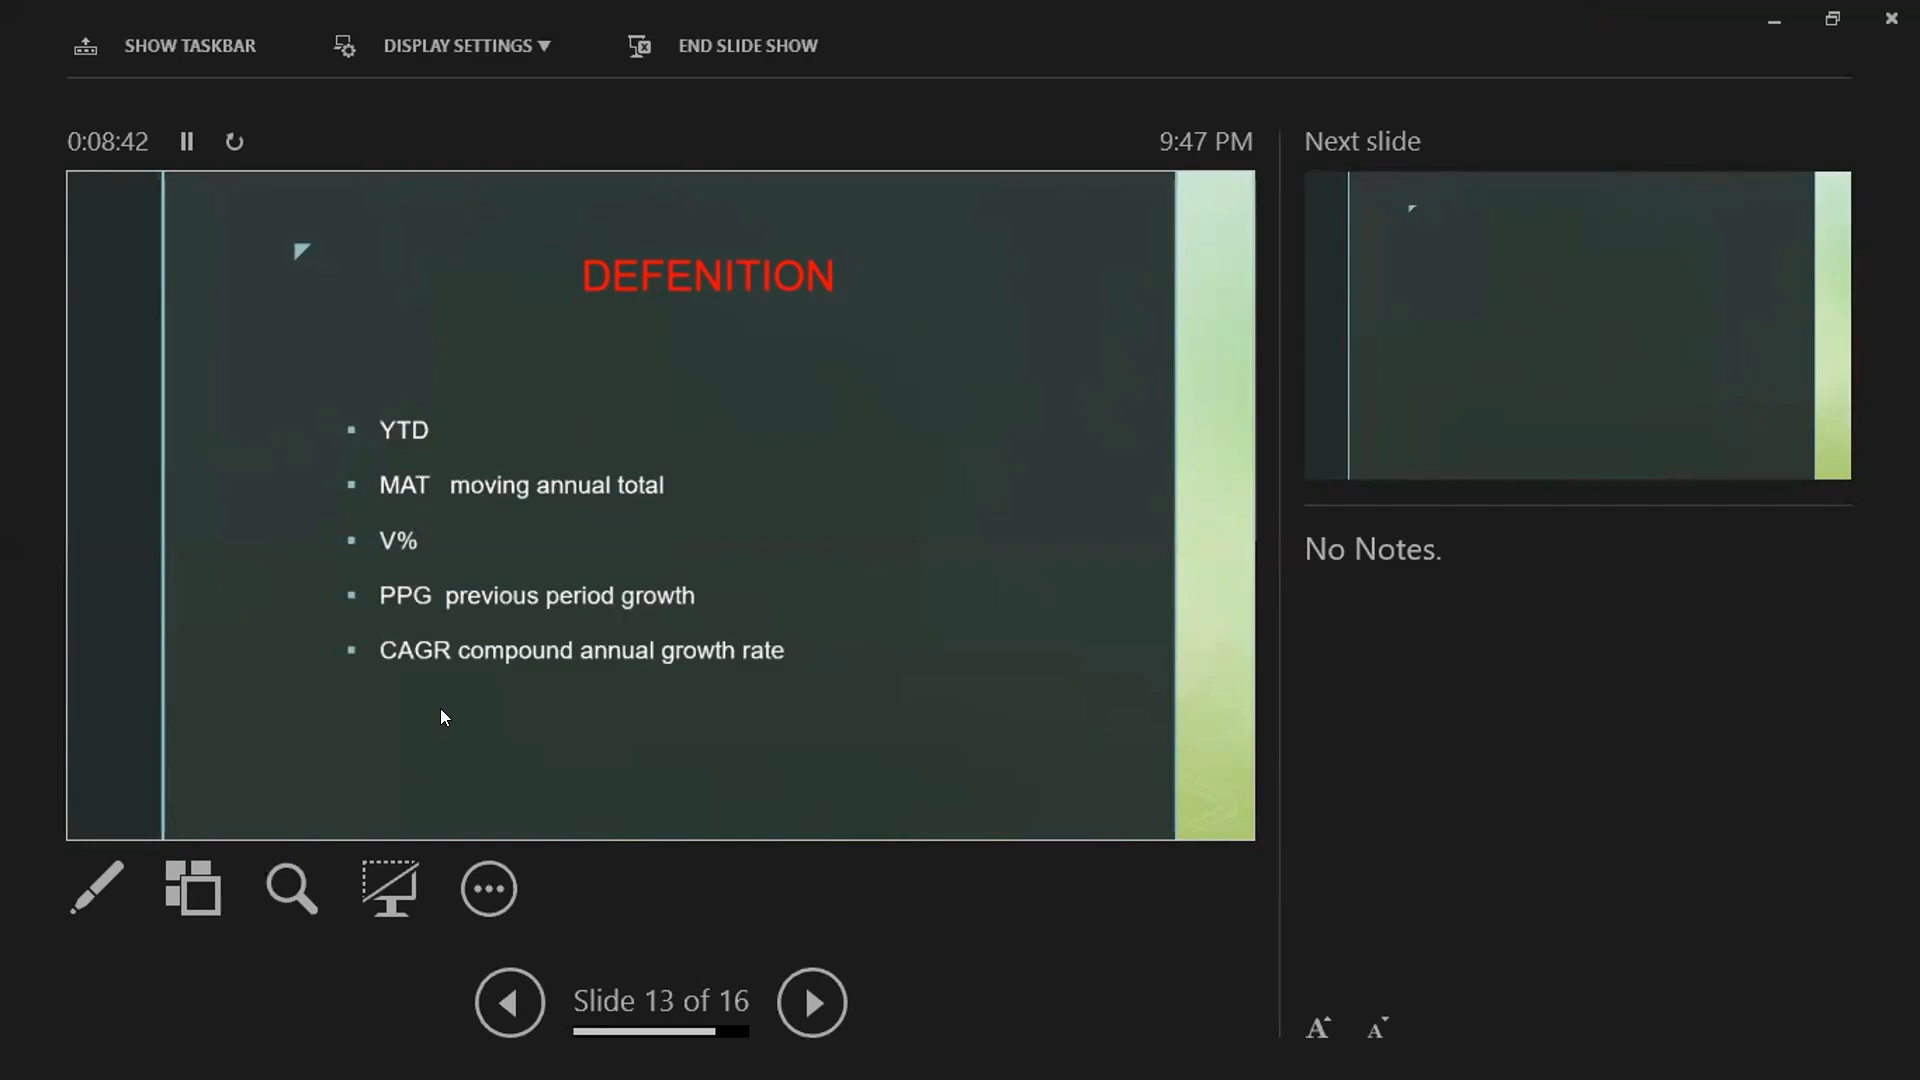 SHOW TASKBAR
DISPLAY SETTINGS ▼
END SLIDE SHOW
0:08:42
9:47 PM
Next slide
DEFENITION
▪ YTD
▪ MAT moving annual total
▪ V%
▪ PPG previous period growth
▪ CAGR compound annual growth rate
No Notes.
Slide 13 of 16
A A